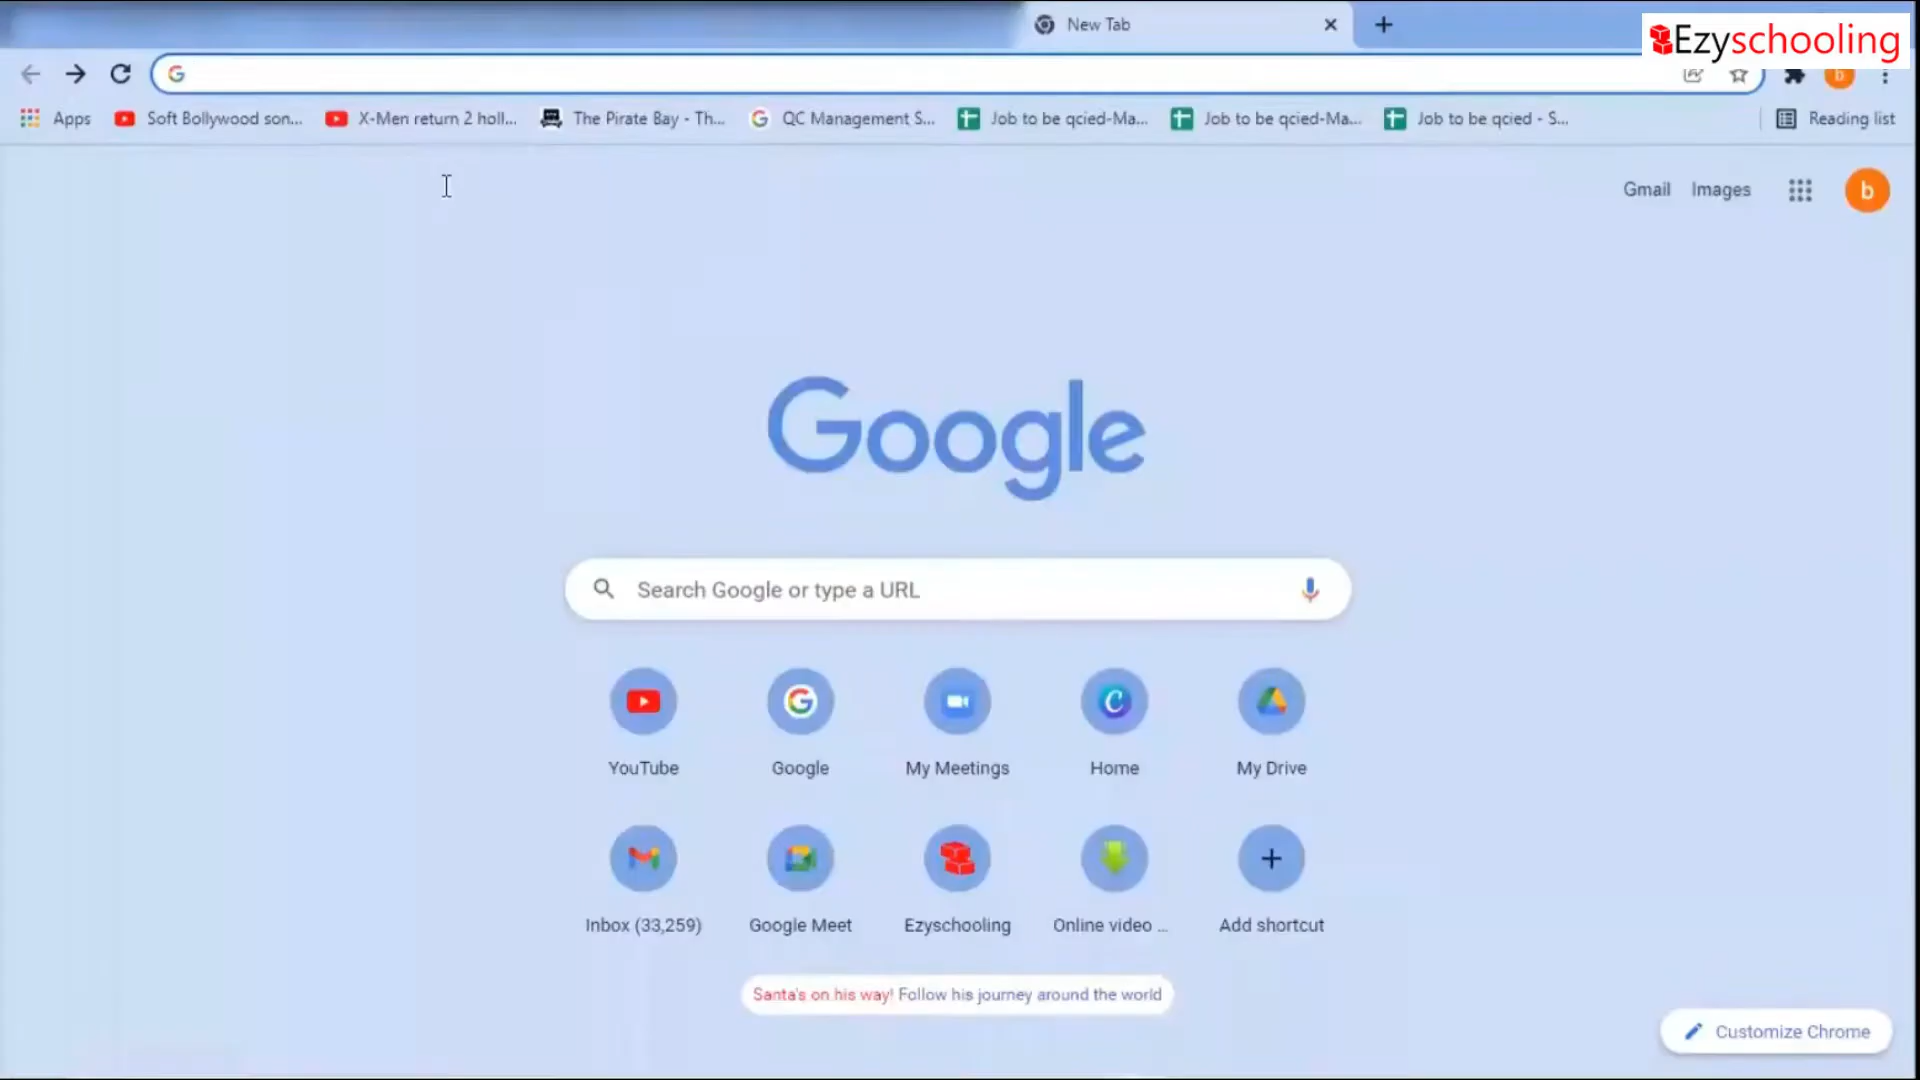 New Tab
Ezyschooling
b
Apps
Soft Bollywood son...
X-Men return 2 holl...
The Pirate Bay - Th...
QC Management S...
Job to be qcied-Ma...
Job to be qcied-Ma...
Job to be qcied - S...
Reading list
Gmail
Images
b
Google
Search Google or type a URL
YouTube
Google
My Meetings
Home
My Drive
Inbox (33,259)
Google Meet
Ezyschooling
Online video ...
Add shortcut
Santa's on his way! Follow his journey around the world
Customize Chrome